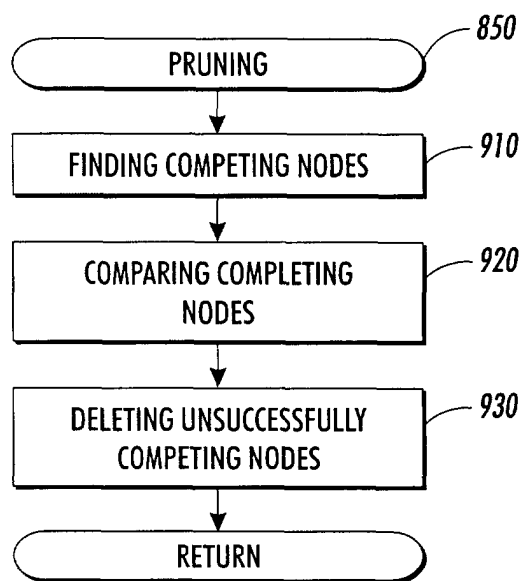 850
PRUNING
910
FINDING COMPETING NODES
920
COMPARING COMPLETING
NODES
930
DELETING UNSUCCESSFULLY
COMPETING NODES
RETURN